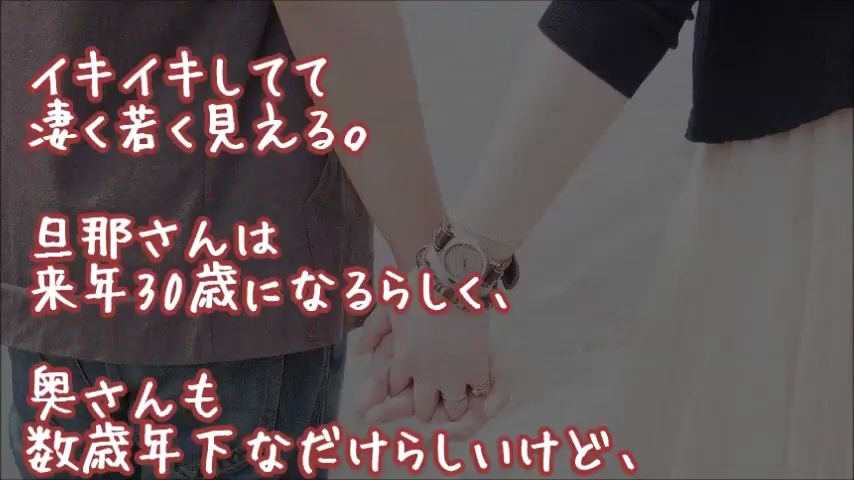 イキイキしてて
凄く若く見える。
旦那さんは
来年30歳になるらしく、
奥さんも
数歳年下なだけらしいけど、